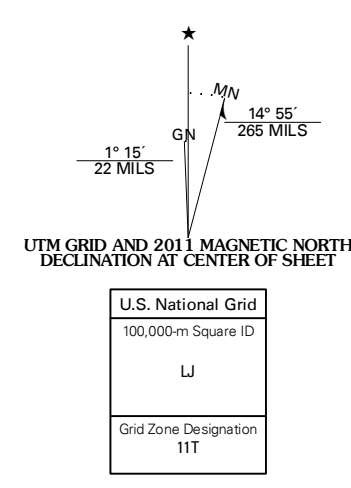 ★
MN
GN
14° 55´
265 MILS
1° 15´
22 MILS
UTM GRID AND 2011 MAGNETIC NORTH
DECLINATION AT CENTER OF SHEET
U.S. National Grid
100,000-m Square ID
LJ
Grid Zone Designation
11T